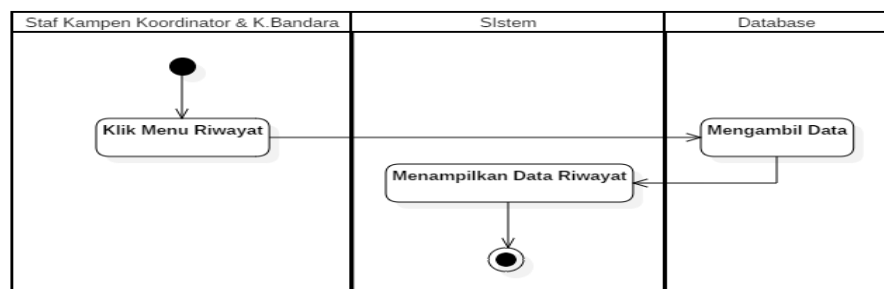 Staf Kampen Koordinator & K.Bandara
SIstem
Database
Klik Menu Riwayat
Mengambil Data
Menampilkan Data Riwayat